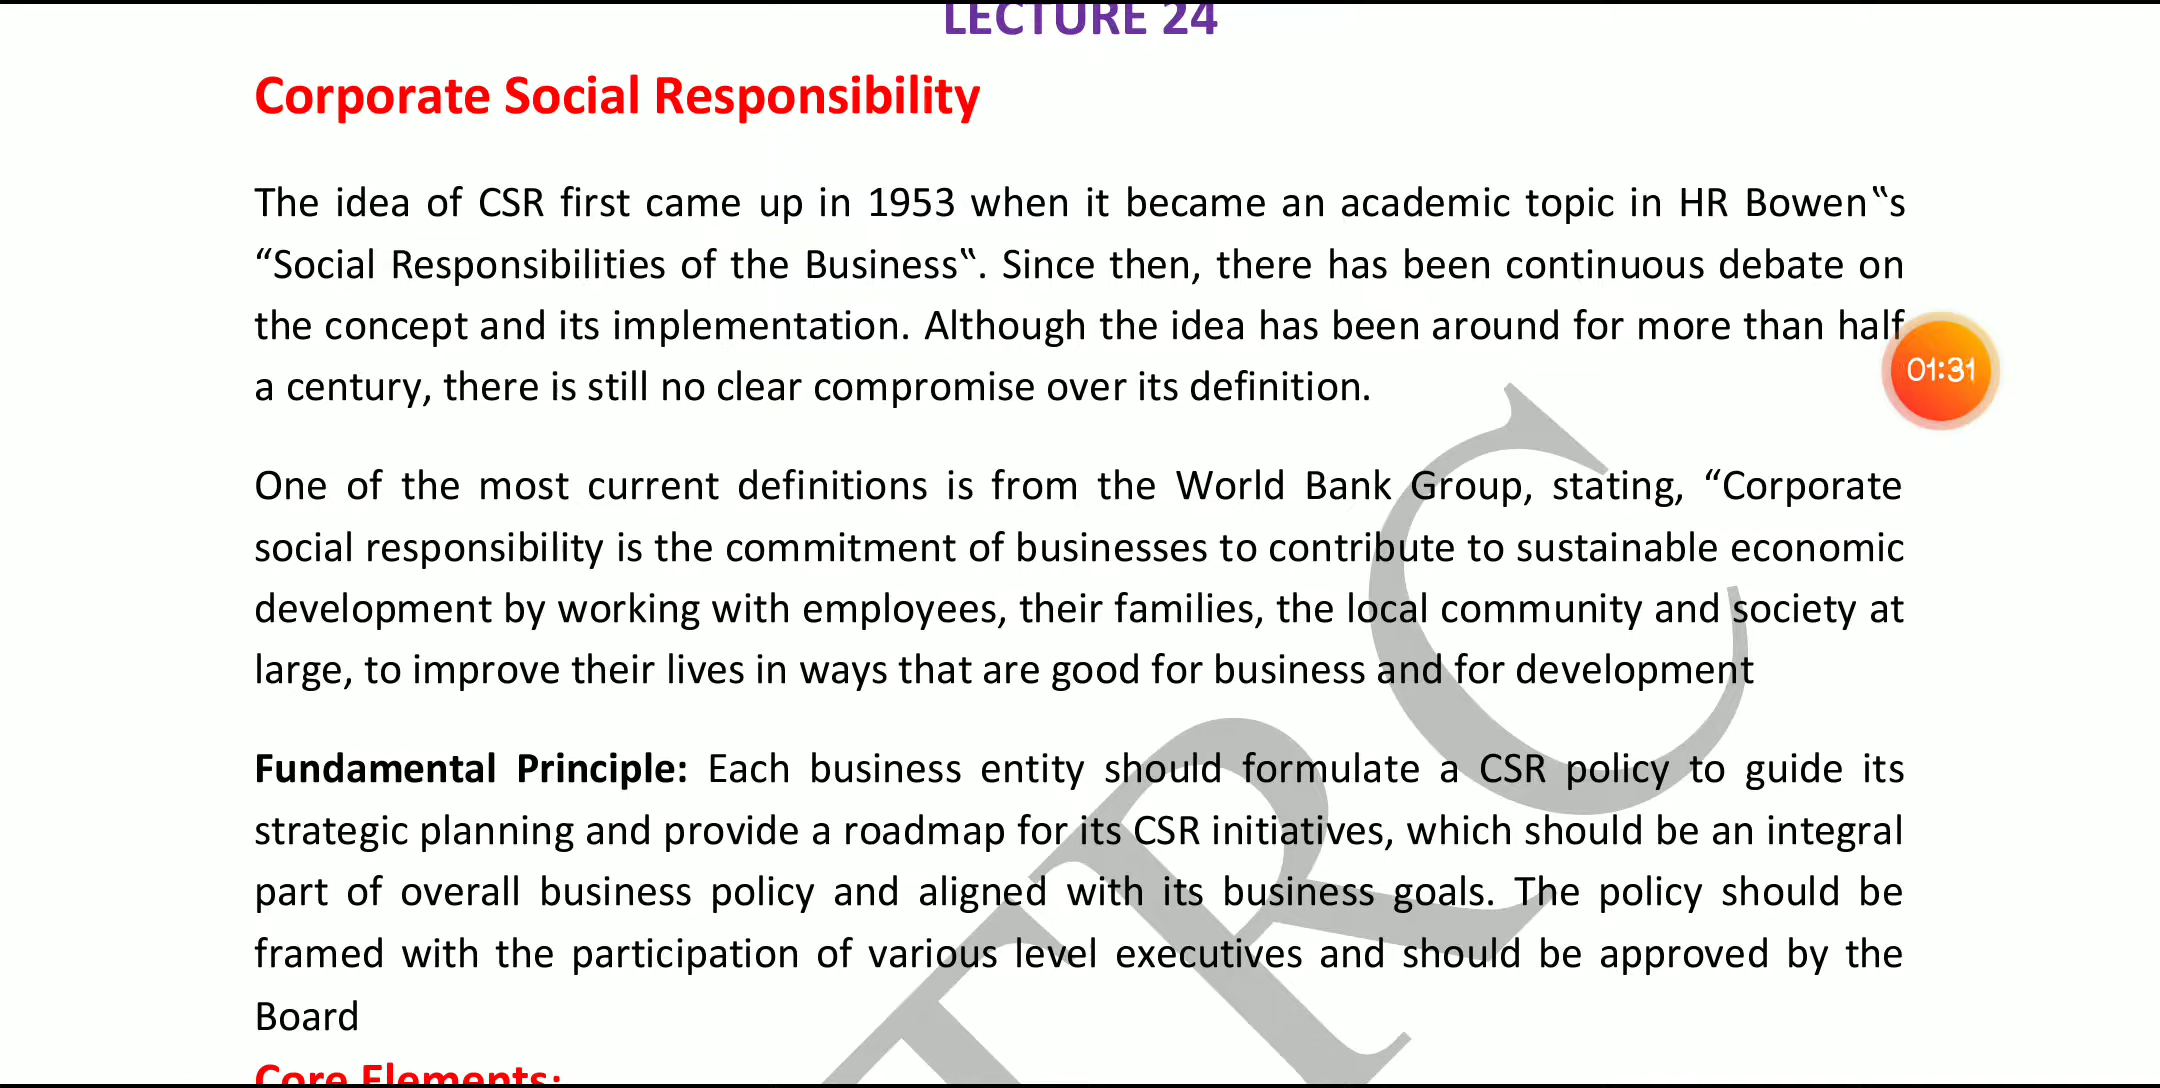 LECTURE 24
Corporate Social Responsibility
The idea of CSR first came up in 1953 when it became an academic topic in HR Bowen‟s
“Social Responsibilities of the Business‟. Since then, there has been continuous debate on
the concept and its implementation. Although the idea has been around for more than half
a century, there is still no clear compromise over its definition.
01:31
One of the most current definitions is from the World Bank Group, stating, “Corporate
social responsibility is the commitment of businesses to contribute to sustainable economic
development by working with employees, their families, the local community and society at
large, to improve their lives in ways that are good for business and for development
Fundamental Principle: Each business entity should formulate a CSR policy to guide its
strategic planning and provide a roadmap for its CSR initiatives, which should be an integral
part of overall business policy and aligned with its business goals. The policy should be
framed with the participation of various level executives and should be approved by the
Board
Core Elements:
TRC